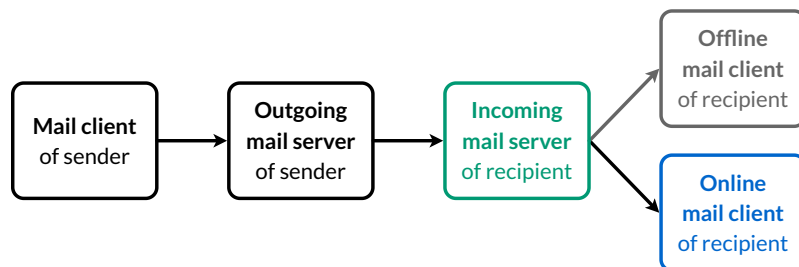 Mail client
of sender
Outgoing
mail server
of sender
Incoming
mail server
of recipient
Offline
mail client
of recipient
Online
mail client
of recipient